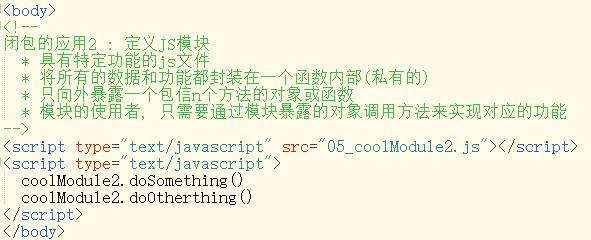 <body>
<!--
闭包的应用2 : 定义JS模块
  * 具有特定功能的js文件
  * 将所有的数据和功能都封装在一个函数内部(私有的)
  * 只向外暴露一个包信n个方法的对象或函数
  * 模块的使用者, 只需要通过模块暴露的对象调用方法来实现对应的功能
-->
<script type="text/javascript" src="05_coolModule2.js"></script>
<script type="text/javascript">
  coolModule2.doSomething()
  coolModule2.doOtherthing()
</script>
</body>